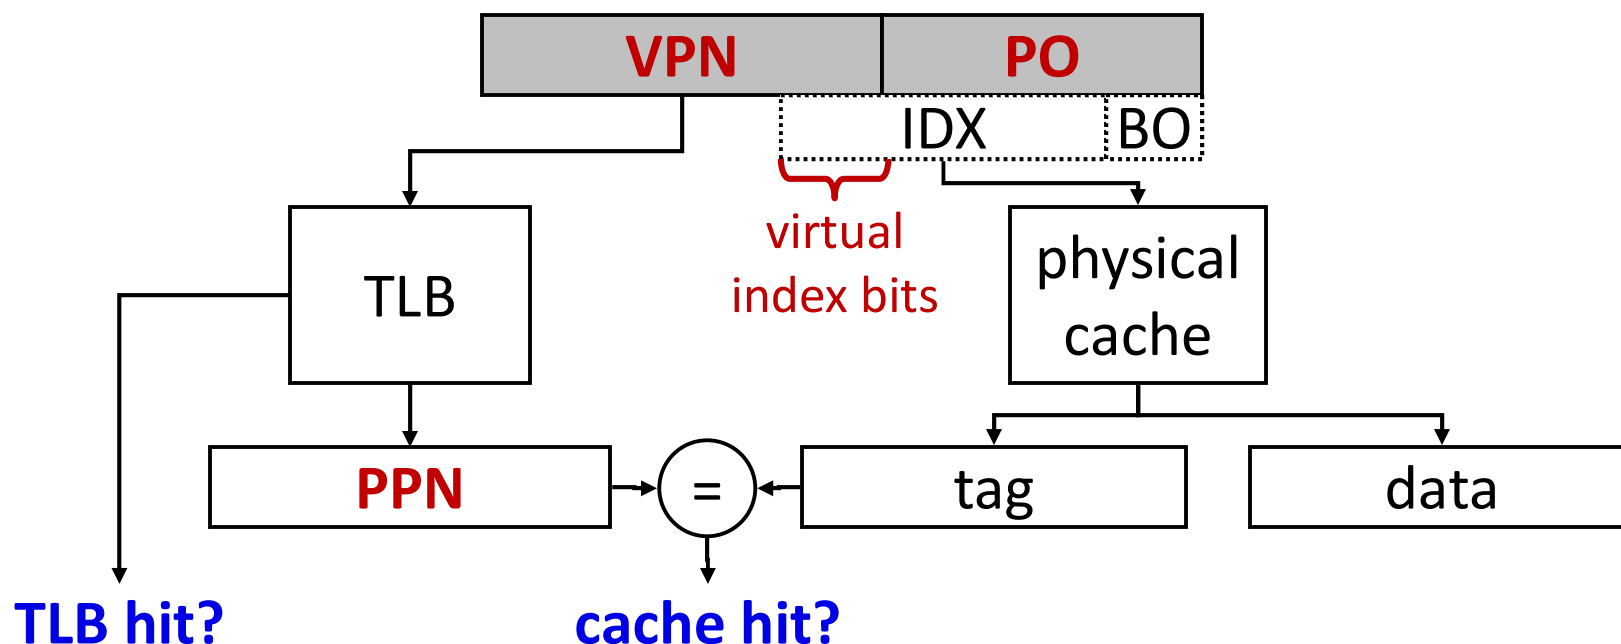 VPN
PO
IDX
BO
virtual
index bits
TLB
physical
cache
PPN
=
tag
data
TLB hit?
cache hit?